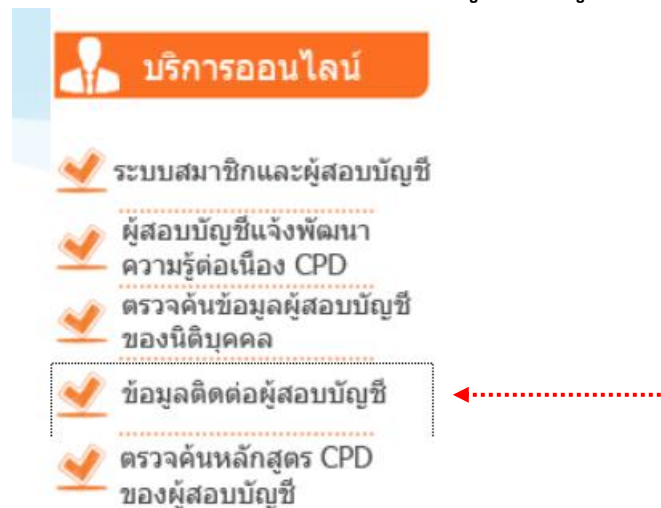 บริการออนไลน์
ระบบสมาชิกและผู้สอบบัญชี
ผู้สอบบัญชีแจ้งพัฒนา
ความรู้ต่อเนื่อง CPD
ตรวจค้นข้อมูลผู้สอบบัญชี
ของนิติบุคคล
ข้อมูลติดต่อผู้สอบบัญชี
ตรวจค้นหลักสูตร CPD
ของผู้สอบบัญชี